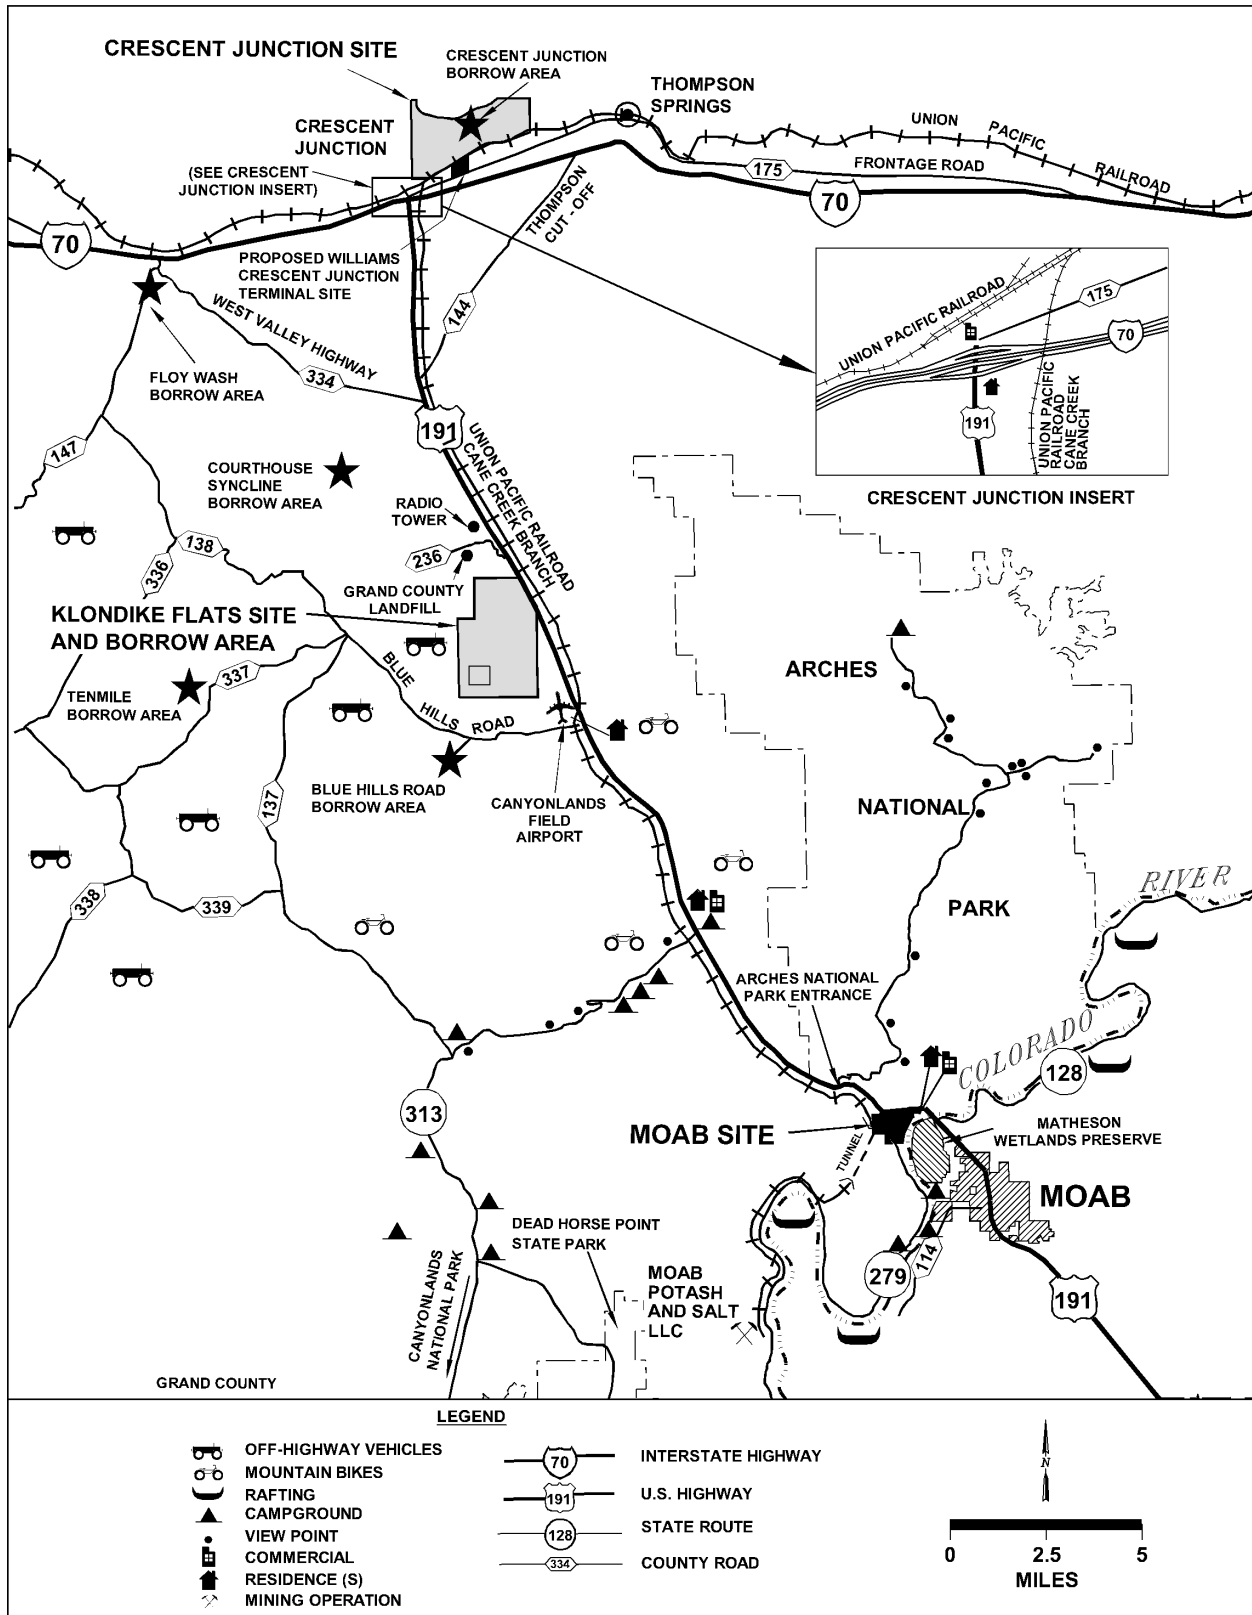 CRESCENT JUNCTION SITE
CRESCENT JUNCTION
BORROW AREA
THOMPSON
SPRINGS
CRESCENT
JUNCTION
(SEE CRESCENT
JUNCTION INSERT)
UNION
PACIFIC
RAILROAD
175
FRONTAGE ROAD
70
70
THOMPSON
CUT - OFF
PROPOSED WILLIAMS
CRESCENT JUNCTION
TERMINAL SITE
WEST VALLEY HIGHWAY
144
334
FLOY WASH
BORROW AREA
UNION PACIFIC RAILROAD
175
70
191
UNION PACIFIC
RAILROAD
CANE CREEK
BRANCH
CRESCENT JUNCTION INSERT
191
UNION PACIFIC RAILROAD
CANE CREEK BRANCH
147
COURTHOUSE
SYNCLINE
BORROW AREA
RADIO
TOWER
138
336
236
GRAND COUNTY
LANDFILL
KLONDIKE FLATS SITE
AND BORROW AREA
337
TENMILE
BORROW AREA
BLUE
HILLS
ROAD
ARCHES
NATIONAL
PARK
137
BLUE HILLS ROAD
BORROW AREA
CANYONLANDS
FIELD
AIRPORT
338
339
RIVER
COLORADO
ARCHES NATIONAL
PARK ENTRANCE
128
313
MOAB SITE
TUNNEL
MATHESON
WETLANDS PRESERVE
MOAB
DEAD HORSE POINT
STATE PARK
MOAB
POTASH
AND SALT
LLC
279
114
191
CANYONLANDS
NATIONAL PARK
GRAND COUNTY
LEGEND
OFF-HIGHWAY VEHICLES
MOUNTAIN BIKES
RAFTING
CAMPGROUND
VIEW POINT
COMMERCIAL
RESIDENCE (S)
MINING OPERATION
70
INTERSTATE HIGHWAY
191
U.S. HIGHWAY
128
STATE ROUTE
334
COUNTY ROAD
N
0
2.5
5
MILES